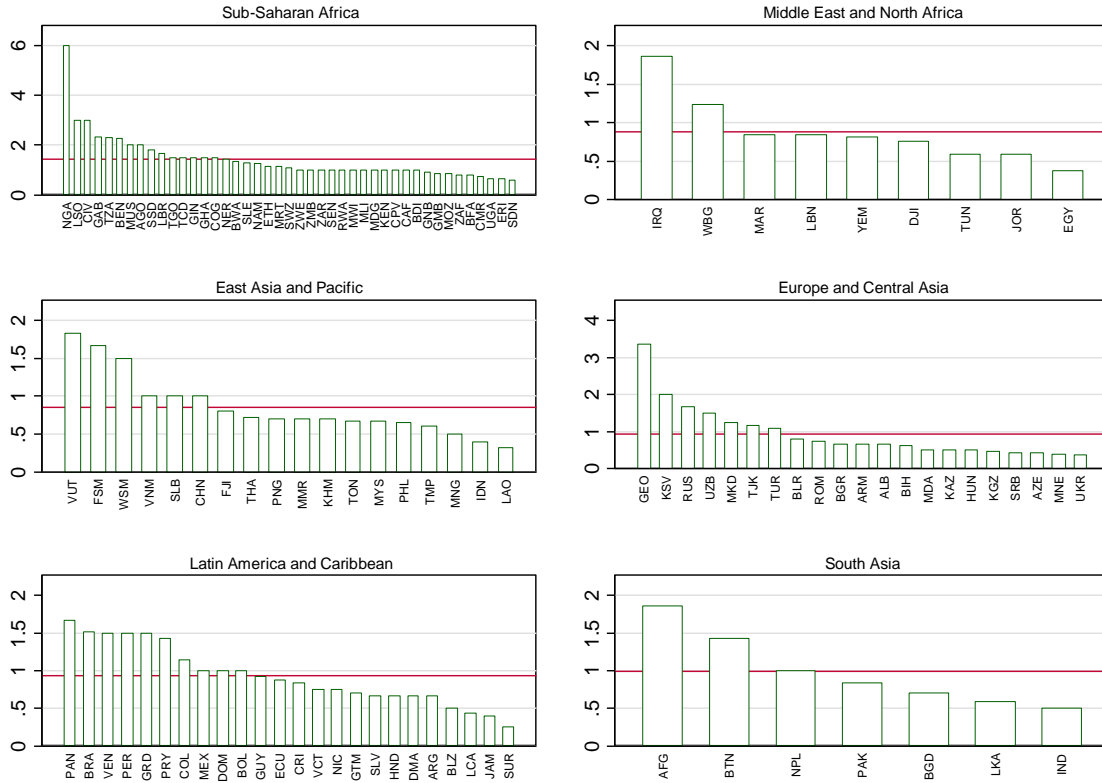 Sub-Saharan Africa
6
4
2
0
NGA LSO CIV GAB TZA BEN MUS AGO SSD LBR TGO TCD GIN GHA COG NER BWA SLE NAM ETH MRT SWZ ZWE ZMB ZAR SEN RWA MWI MLI MDG KEN CPV CAF BDI GNB GMB MOZ ZAF BFA CMR UGA ERI SDN
Middle East and North Africa
2
1.5
1
.5
0
IRQ WBG MAR LBN YEM DJI TUN JOR EGY
East Asia and Pacific
2
1.5
1
.5
0
VUT FSM WSM VNM SLB CHN FJI THA PNG MMR KHM TON MYS PHL TMP MNG IDN LAO
Europe and Central Asia
4
3
2
1
0
GEO KSV RUS UZB MKD TJK TUR BLR ROM BGR ARM ALB BIH MDA KAZ HUN KGZ SRB AZE MNE UKR
Latin America and Caribbean
2
1.5
1
.5
0
PAN BRA VEN PER GRD PRY COL MEX DOM BOL GUY ECU CRI VCT NIC GTM SLV HND DMA ARG BLZ LCA JAM SUR
South Asia
2
1.5
1
.5
0
AFG BTN NPL PAK BGD LKA IND